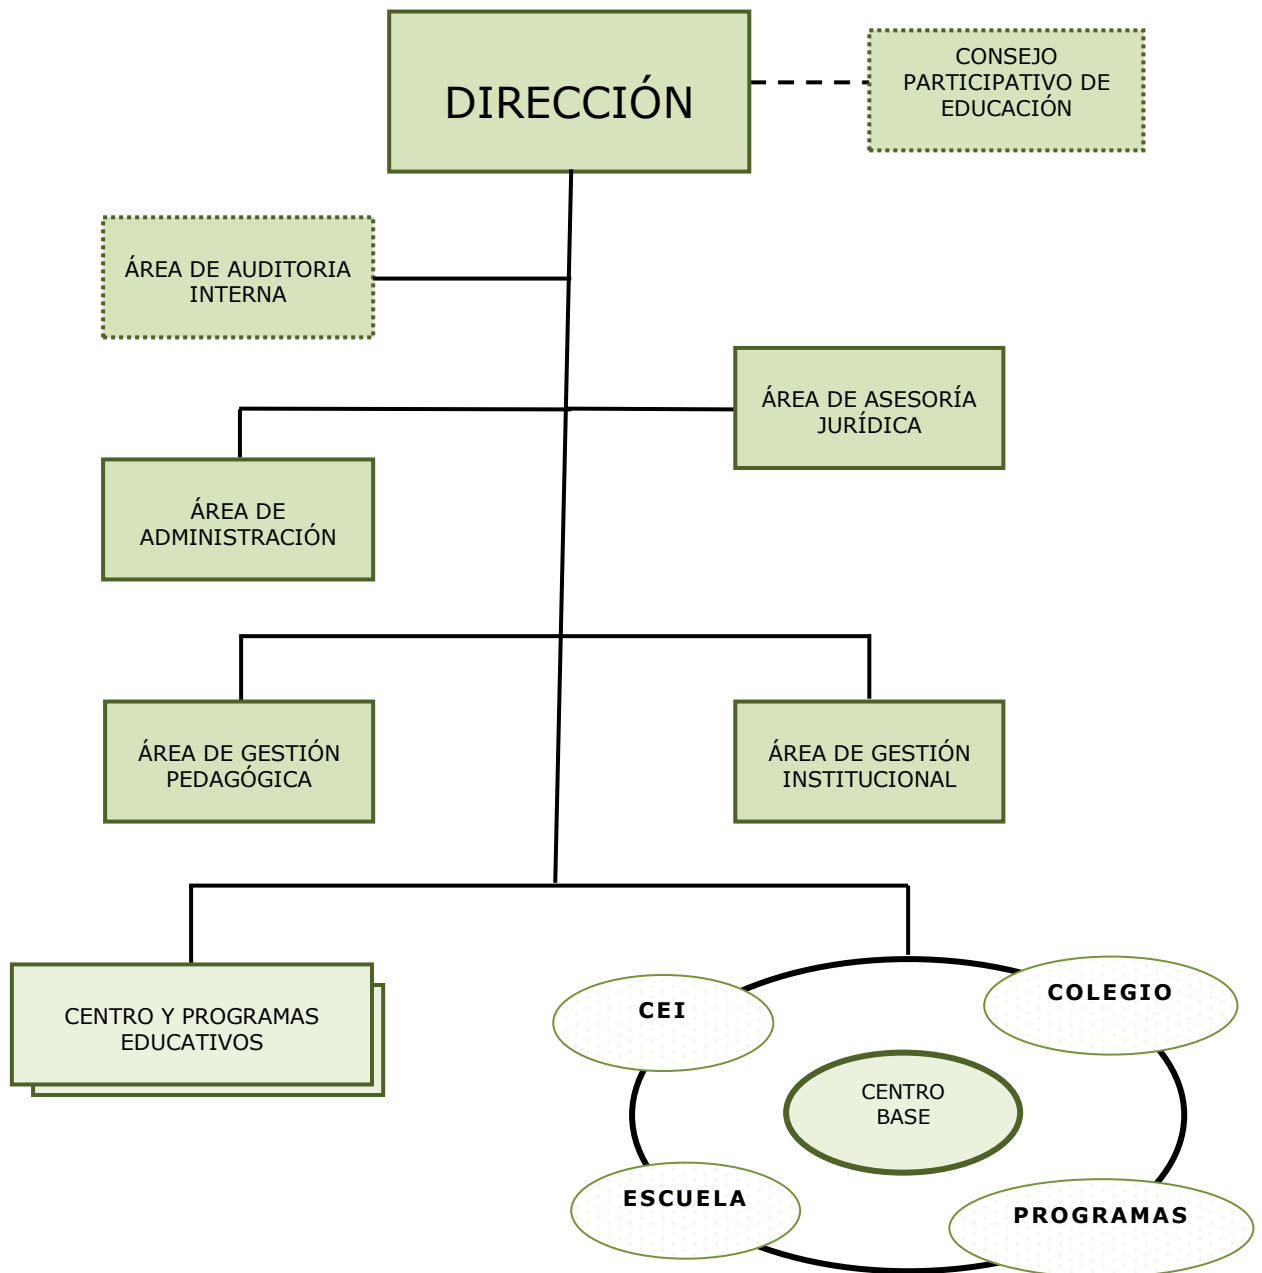 DIRECCIÓN
CONSEJO
PARTICIPATIVO DE
EDUCACIÓN
ÁREA DE AUDITORIA
INTERNA
ÁREA DE ASESORÍA
JURÍDICA
ÁREA DE
ADMINISTRACIÓN
ÁREA DE GESTIÓN
PEDAGÓGICA
ÁREA DE GESTIÓN
INSTITUCIONAL
CENTRO Y PROGRAMAS
EDUCATIVOS
CEI
COLEGIO
CENTRO
BASE
ESCUELA
PROGRAMAS